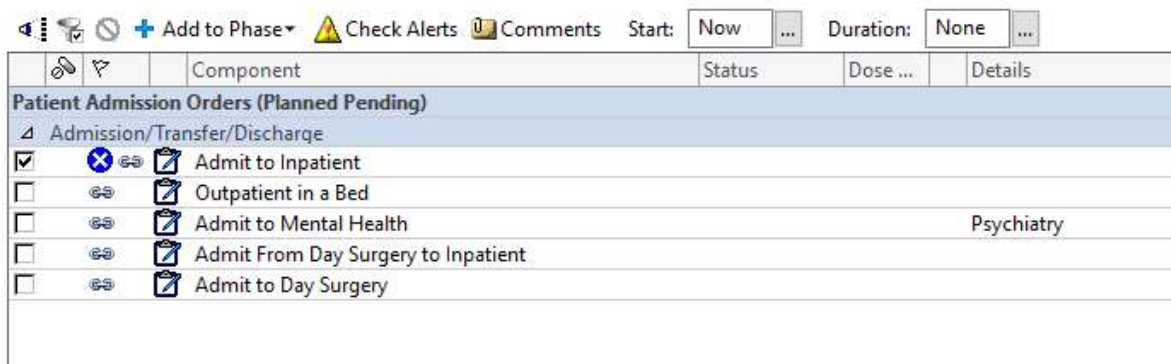 Add to Phase Check Alerts Comments Start: Now ... Duration: None ...
Component Status Dose ... Details
Patient Admission Orders (Planned Pending)
Admission/Transfer/Discharge
Admit to Inpatient
Outpatient in a Bed
Admit to Mental Health Psychiatry
Admit From Day Surgery to Inpatient
Admit to Day Surgery